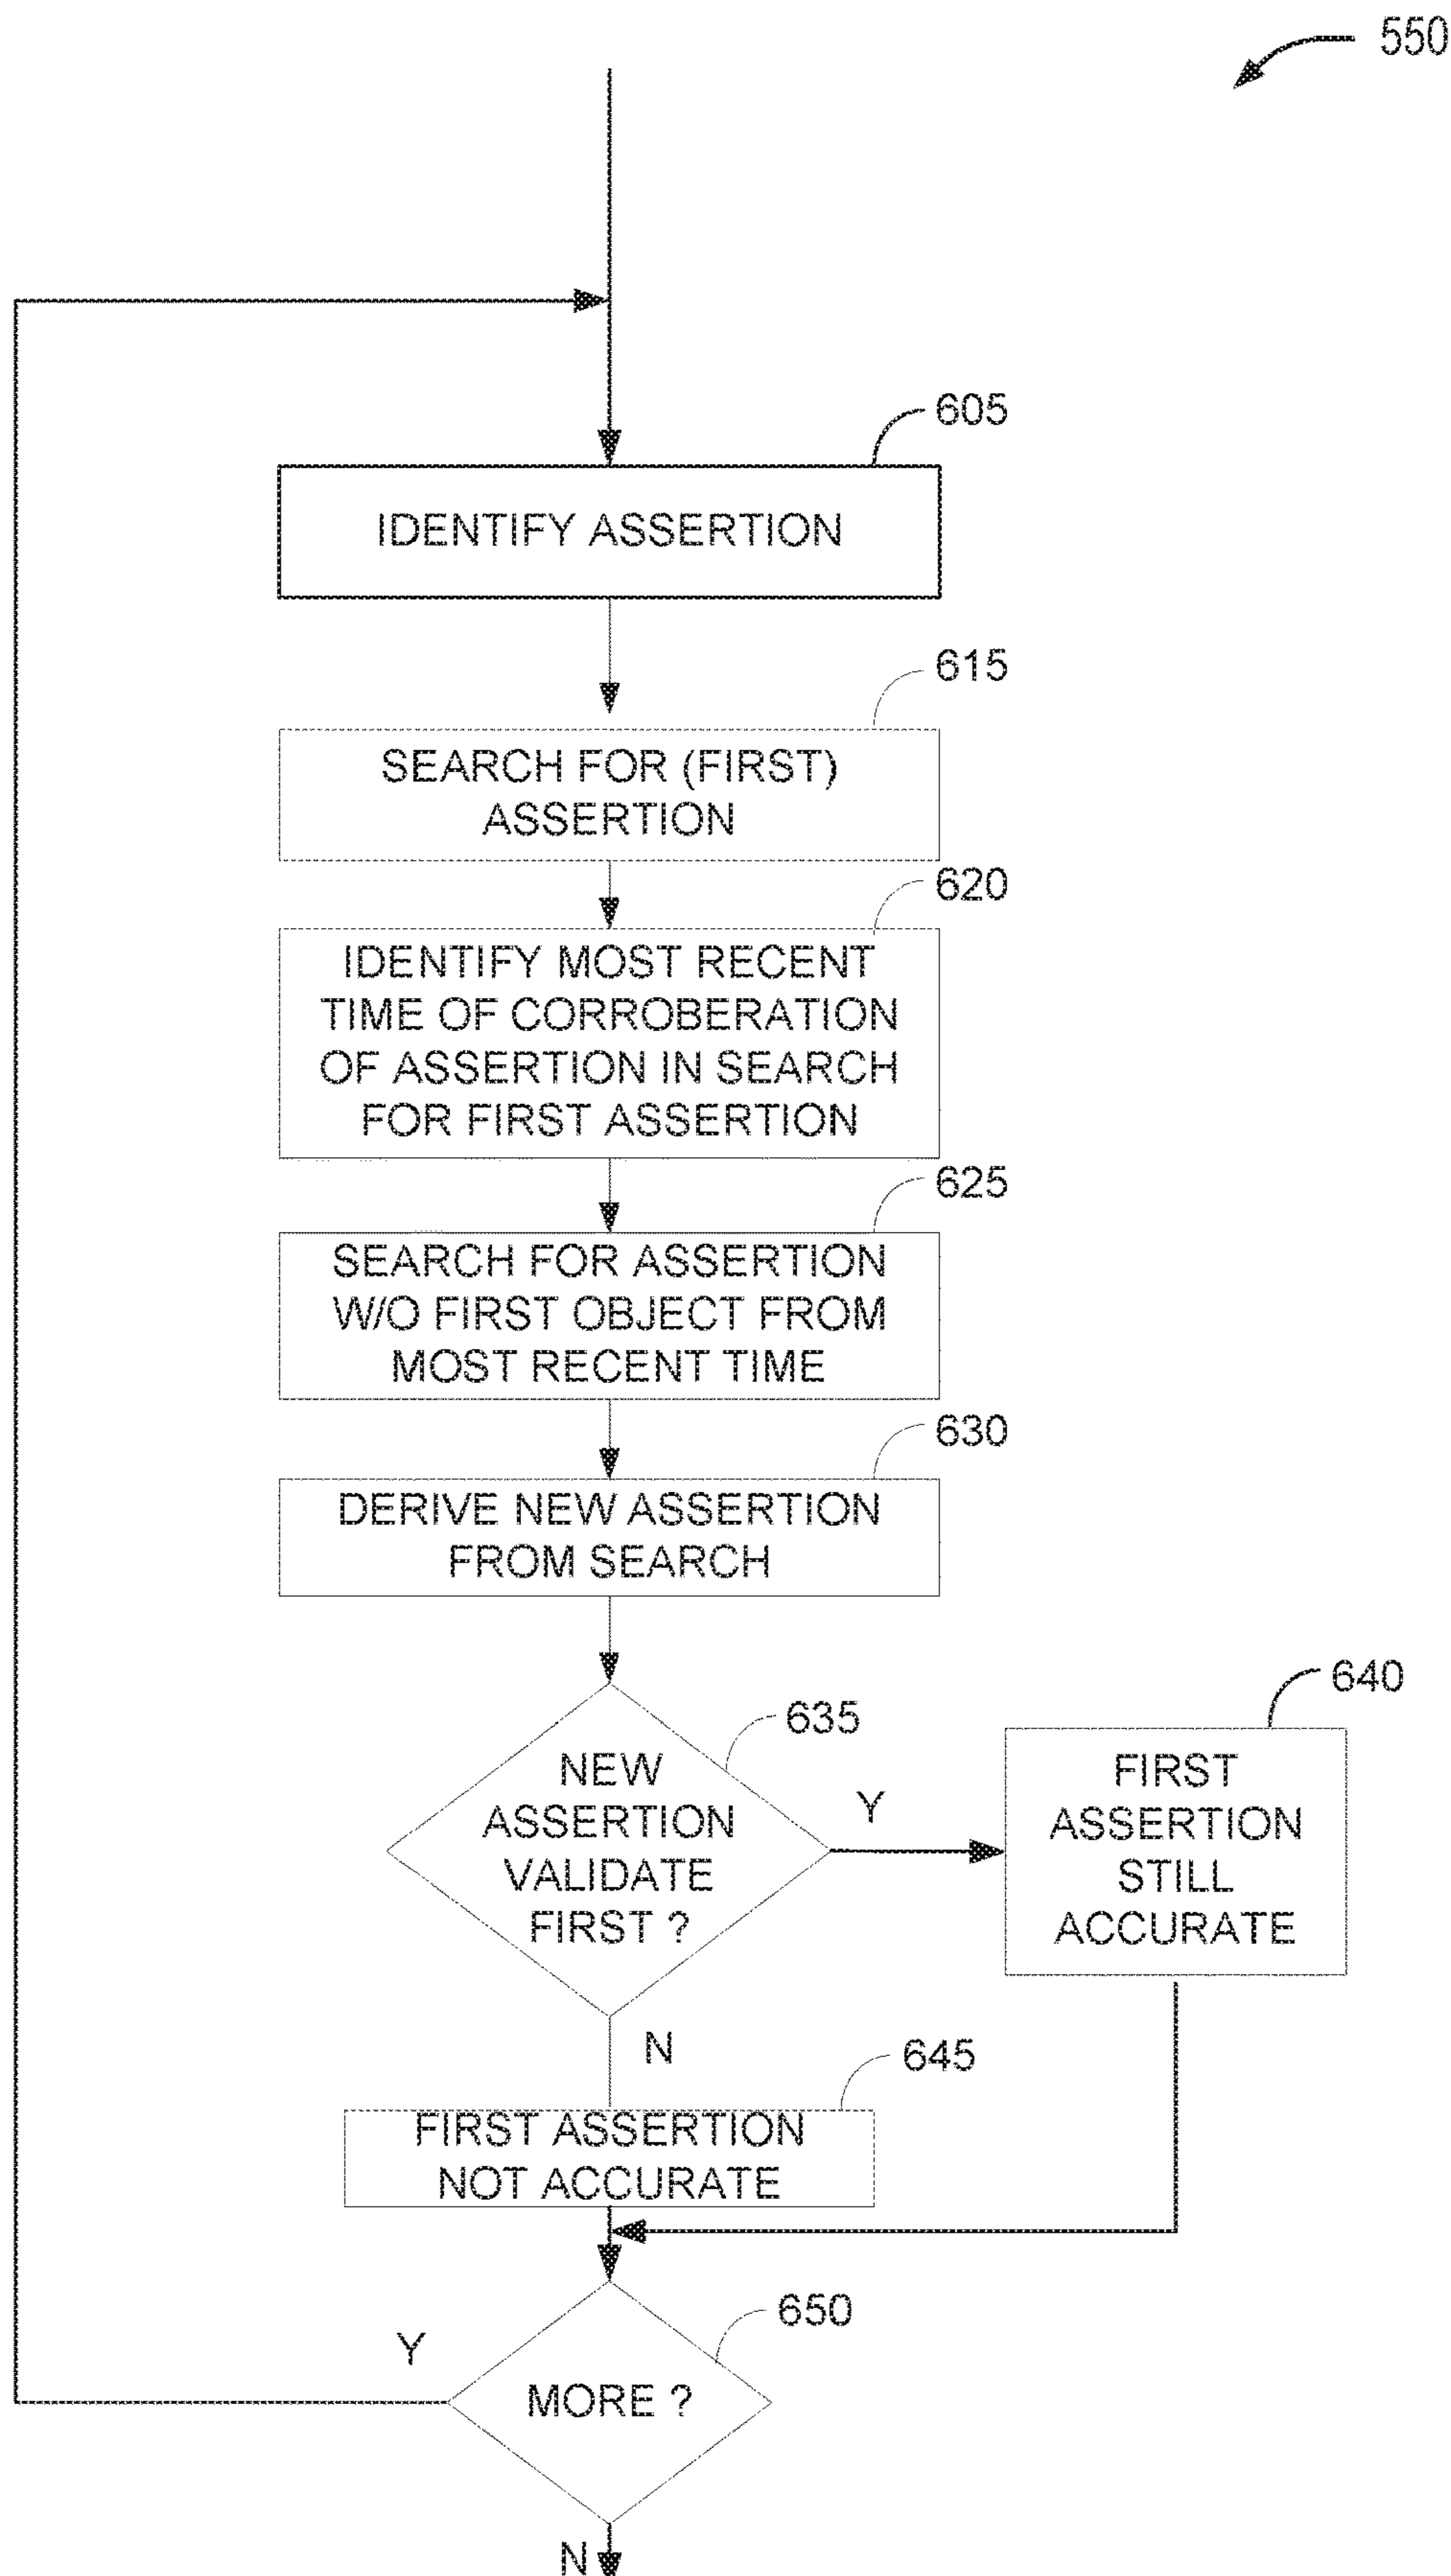 550
605
IDENTIFY ASSERTION
615
SEARCH FOR (FIRST)
ASSERTION
620
IDENTIFY MOST RECENT
TIME OF CORROBERATION
OF ASSERTION IN SEARCH
FOR FIRST ASSERTION
625
SEARCH FOR ASSERTION
W/O FIRST OBJECT FROM
MOST RECENT TIME
630
DERIVE NEW ASSERTION
FROM SEARCH
635
NEW
ASSERTION
VALIDATE
FIRST ?
Y
640
FIRST
ASSERTION
STILL
ACCURATE
N
645
FIRST ASSERTION
NOT ACCURATE
650
Y
MORE ?
N